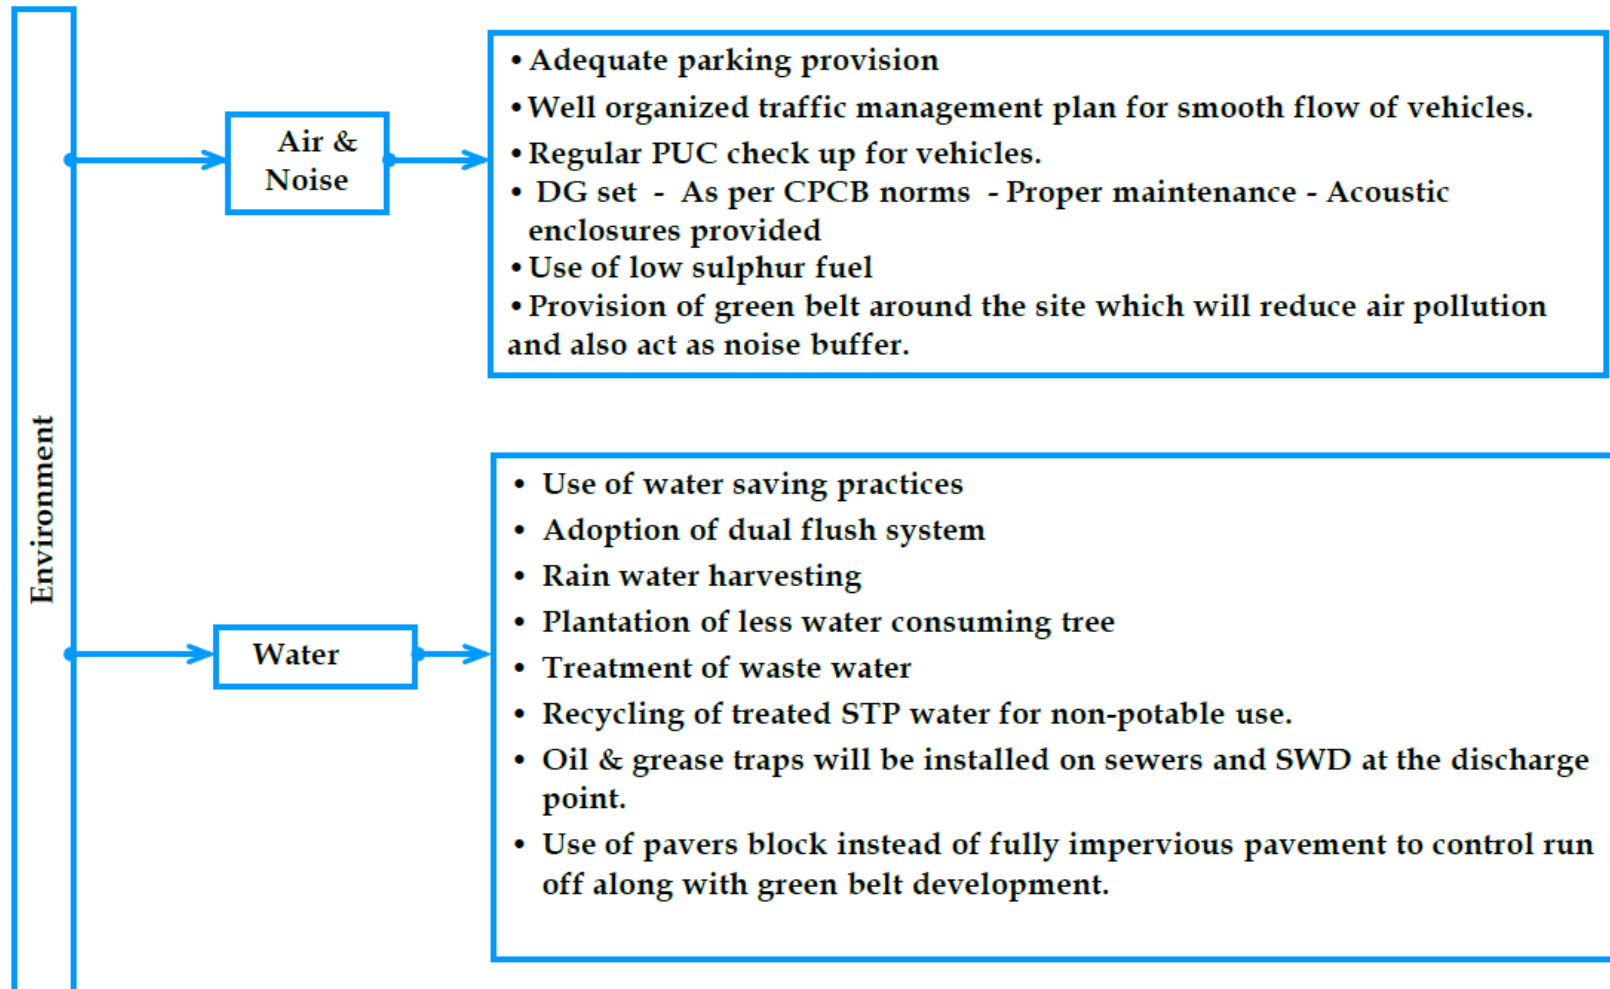 Environment
Air &
Noise
• Adequate parking provision
• Well organized traffic management plan for smooth flow of vehicles.
• Regular PUC check up for vehicles.
• DG set - As per CPCB norms - Proper maintenance - Acoustic
enclosures provided
• Use of low sulphur fuel
• Provision of green belt around the site which will reduce air pollution
and also act as noise buffer.
Water
• Use of water saving practices
• Adoption of dual flush system
• Rain water harvesting
• Plantation of less water consuming tree
• Treatment of waste water
• Recycling of treated STP water for non-potable use.
• Oil & grease traps will be installed on sewers and SWD at the discharge
point.
• Use of pavers block instead of fully impervious pavement to control run
off along with green belt development.